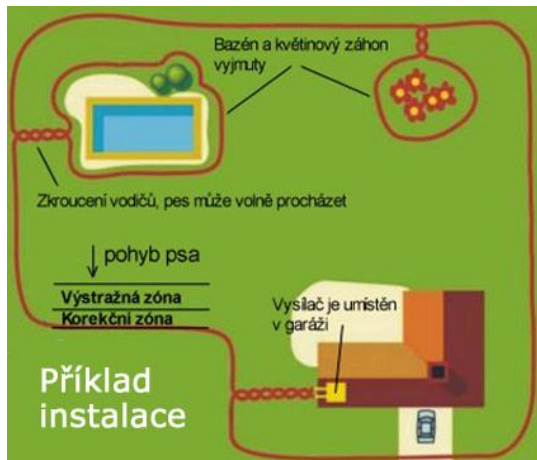 Bazén a květinový záhon
vyjmuty
Zkroucení vodičů, pes může volně procházet
pohyb psa
Výstražná zóna
Korekční zóna
Vysílač je umistěn
v garáži
Příklad
instalace